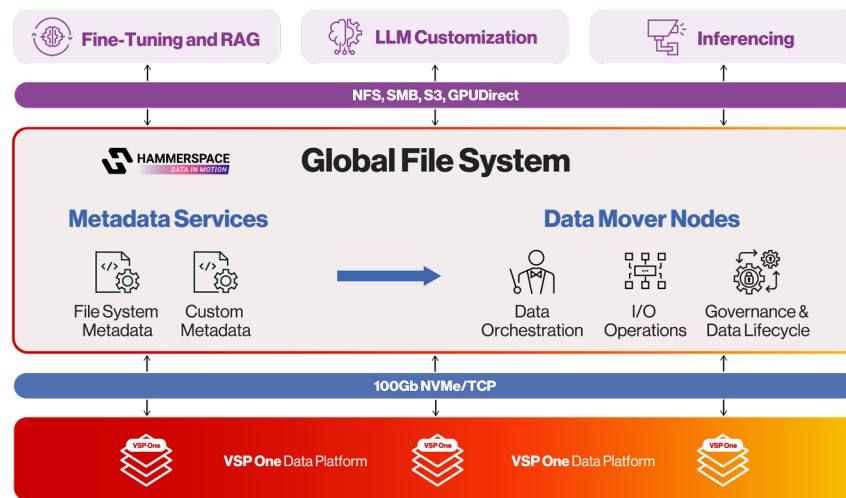 Fine-Tuning and RAG
LLM Customization
Inferencing
NFS, SMB, S3, GPUDirect
HAMMERSPACE
DATA IN MOTION
Global File System
Metadata Services
Data Mover Nodes
</>
</>
File System
Metadata
Custom
Metadata
Data
Orchestration
I/O
Operations
Governance &
Data Lifecycle
100Gb NVMe/TCP
VSP One
VSP One Data Platform
VSP One
VSP One Data Platform
VSP One